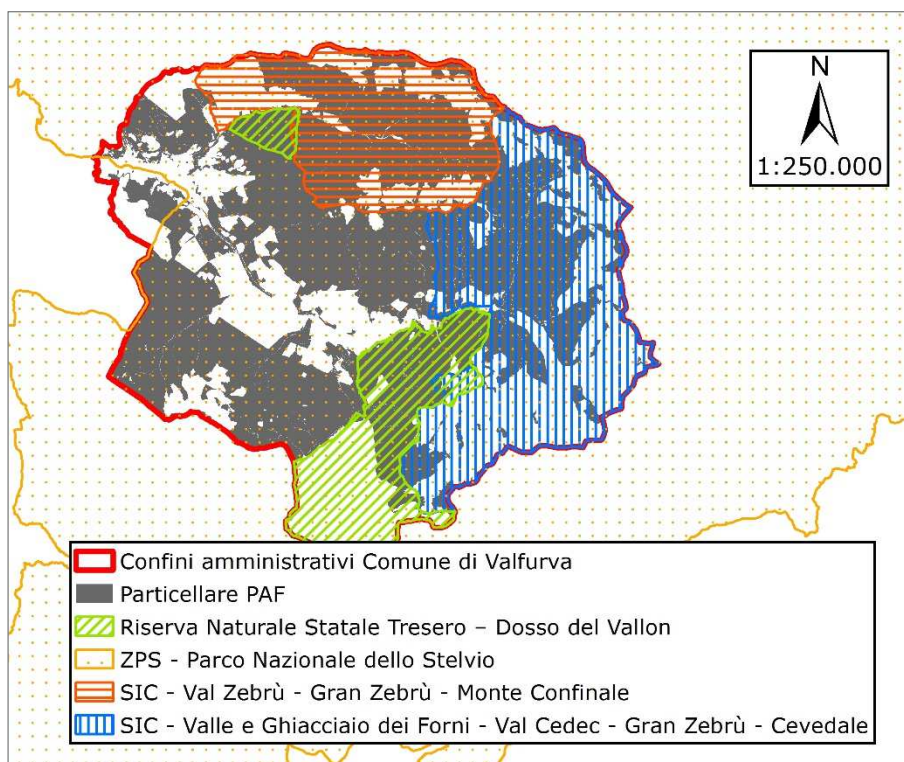 N
1:250.000
Confini amministrativi Comune di Valfurva
Particellare PAF
Riserva Naturale Statale Tresero – Dosso del Vallon
ZPS - Parco Nazionale dello Stelvio
SIC - Val Zebrù - Gran Zebrù - Monte Confinale
SIC - Valle e Ghiacciaio dei Forni - Val Cedec - Gran Zebrù - Cevedale